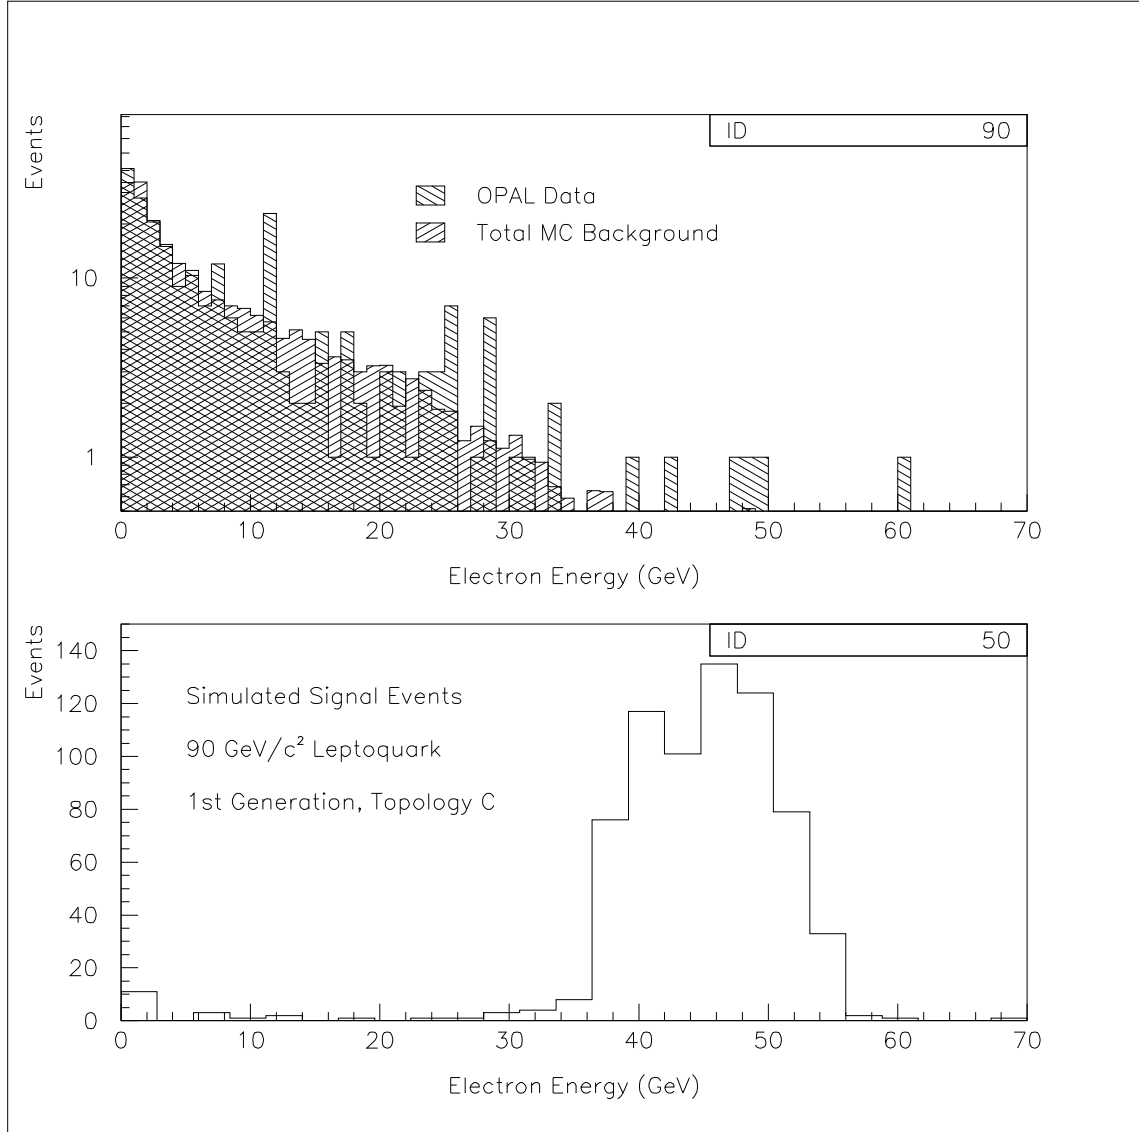 Events
ID 90
OPAL Data
Total MC Background
10
1
0 10 20 30 40 50 60 70
Electron Energy (GeV)
Events
ID 50
140
120
100
80
60
40
20
0
Simulated Signal Events
90 GeV/c² Leptoquark
1st Generation, Topology C
0 10 20 30 40 50 60 70
Electron Energy (GeV)